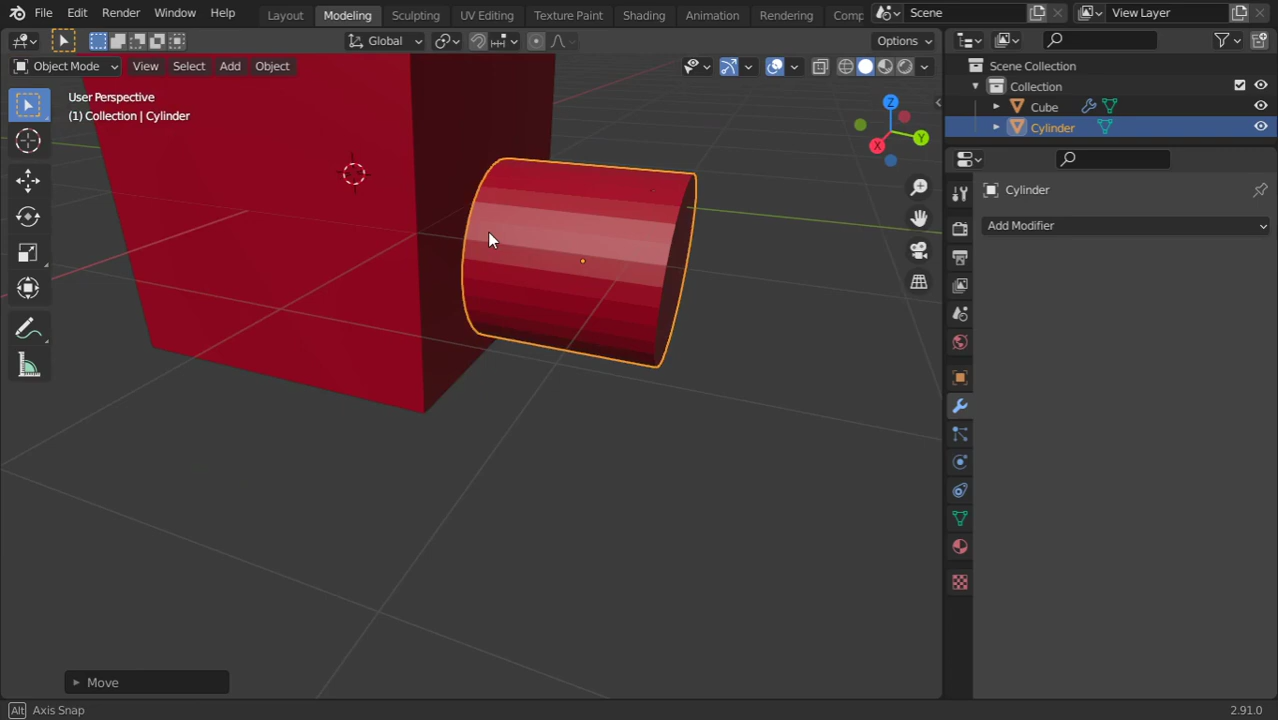 File Edit Render Window Help Layout Modeling Sculpting UV Editing Texture Paint Shading Animation Rendering Comp Scene View Layer
Global Options
Object Mode View Select Add Object
User Perspective
(1) Collection | Cylinder
Z
Y
X
Scene Collection
Collection
Cube
Cylinder
Cylinder
Add Modifier
Move
Alt Axis Snap 2.91.0